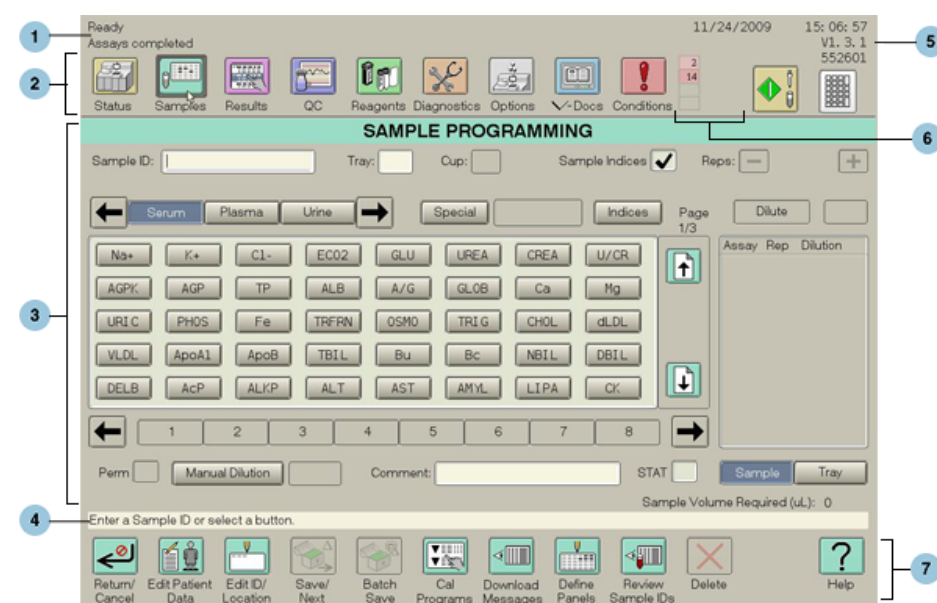 Ready
Assays completed
11/24/2009 15: 06: 57
V1. 3. 1
552601
1
2
5
6
Status Samples Results QC Reagents Diagnostics Options V-Docs Conditions
2
14
SAMPLE PROGRAMMING
Sample ID: Tray: Cup: Sample Indices Reps:
Serum Plasma Urine Special Indices Page 1/3 Dilute
Assay Rep Dilution
Na+ K+ Cl- ECO2 GLU UREA CREA U/CR
AGPK AGP TP ALB A/G GLOB Ca Mg
3
URIC PHOS Fe TRFRN OSMO TRIG CHOL dLDL
VLDL ApoA1 ApoB TBIL Bu Bc NBIL DBIL
DELB AcP ALKP ALT AST AMYL LIPA CK
1 2 3 4 5 6 7 8
Perm Manual Dilution Comment: STAT Sample Tray
Sample Volume Required (uL): 0
4
Enter a Sample ID or select a button.
Return/ Cancel
Edit Patient Data
Edit ID/ Location
Save/ Next
Batch Save
Cal Programs
Download Messages
Define Panels
Review Sample IDs
Delete
? Help
7